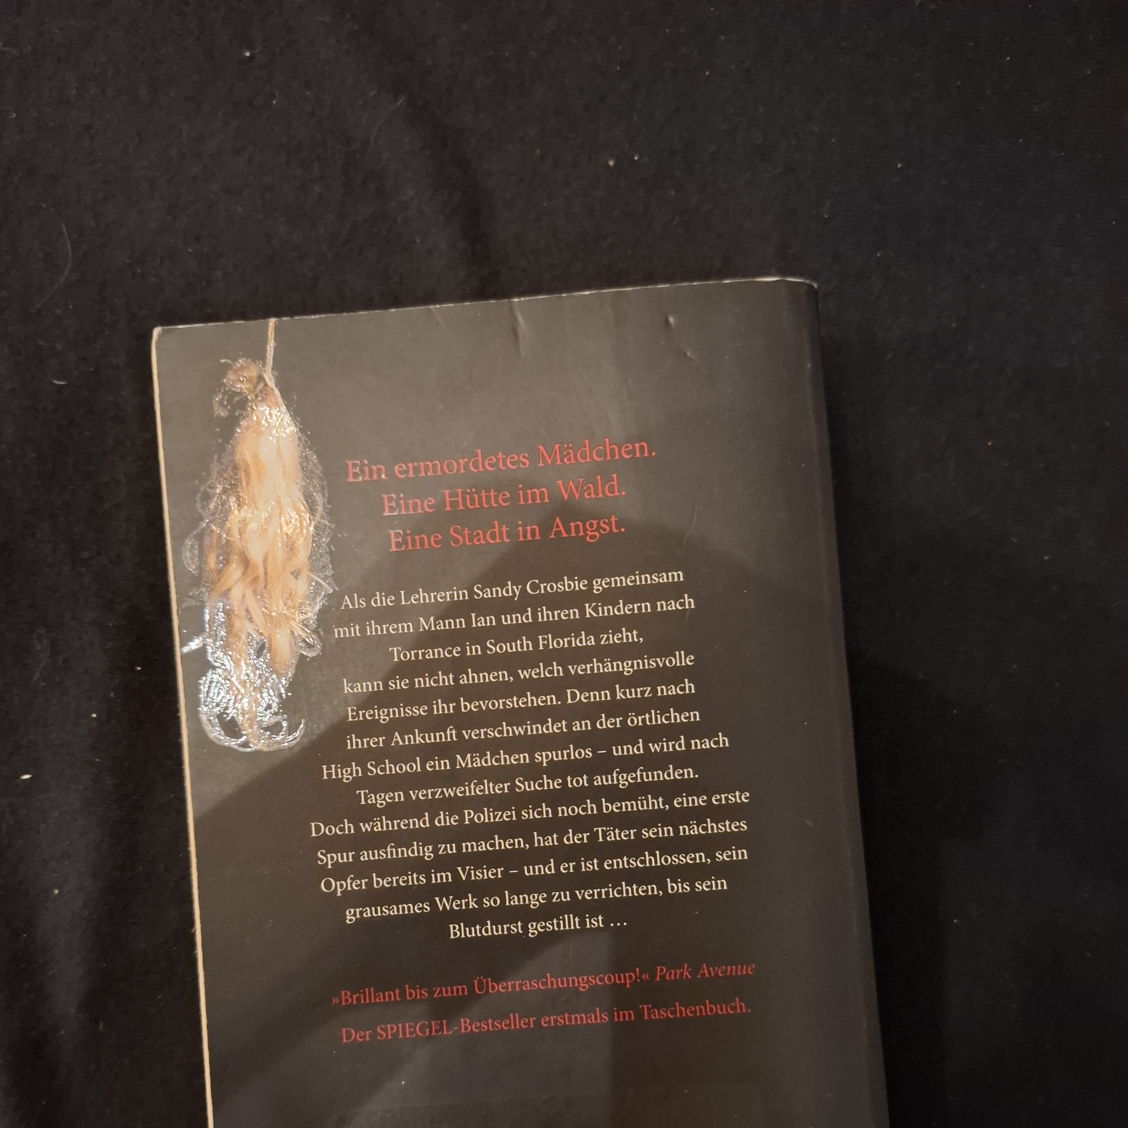 Ein ermordetes Mädchen.
Eine Hütte im Wald.
Eine Stadt in Angst.
Als die Lehrerin Sandy Crosbie gemeinsam
mit ihrem Mann Ian und ihren Kindern nach
Torrance in South Florida zieht,
kann sie nicht ahnen, welch verhängnisvolle
Ereignisse ihr bevorstehen. Denn kurz nach
ihrer Ankunft verschwindet an der örtlichen
High School ein Mädchen spurlos – und wird nach
Tagen verzweifelter Suche tot aufgefunden.
Doch während die Polizei sich noch bemüht, eine erste
Spur ausfindig zu machen, hat der Täter sein nächstes
Opfer bereits im Visier – und er ist entschlossen, sein
grausames Werk so lange zu verrichten, bis sein
Blutdurst gestillt ist …
»Brillant bis zum Überraschungscoup!« Park Avenue
Der SPIEGEL-Bestseller erstmals im Taschenbuch.